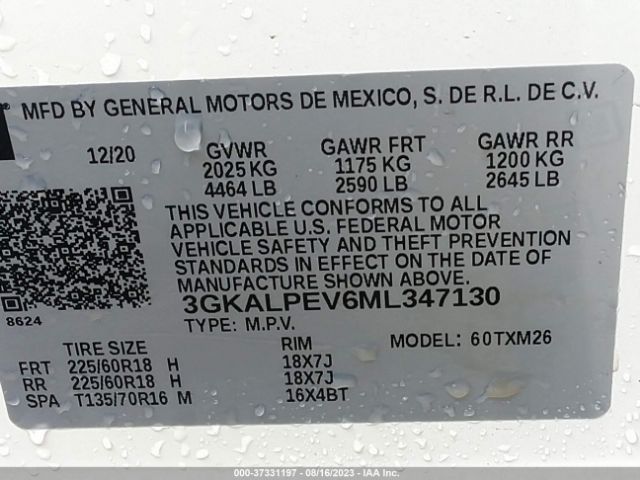 MFD BY GENERAL MOTORS DE MEXICO, S. DE R.L. DE C.V.
12/20 GVWR GAWR FRT GAWR RR
2025 KG 1175 KG 1200 KG
4464 LB 2590 LB 2645 LB
THIS VEHICLE CONFORMS TO ALL
APPLICABLE U.S. FEDERAL MOTOR
VEHICLE SAFETY AND THEFT PREVENTION
STANDARDS IN EFFECT ON THE DATE OF
MANUFACTURE SHOWN ABOVE.
3GKALPEV6ML347130
8624
TYPE: M.P.V.
MODEL: 60TXM26
TIRE SIZE RIM
FRT 225/60R18 H 18X7J
RR 225/60R18 H 18X7J
SPA T135/70R16 M 16X4BT
000-37331197 - 08/16/2023 - IAA Inc.